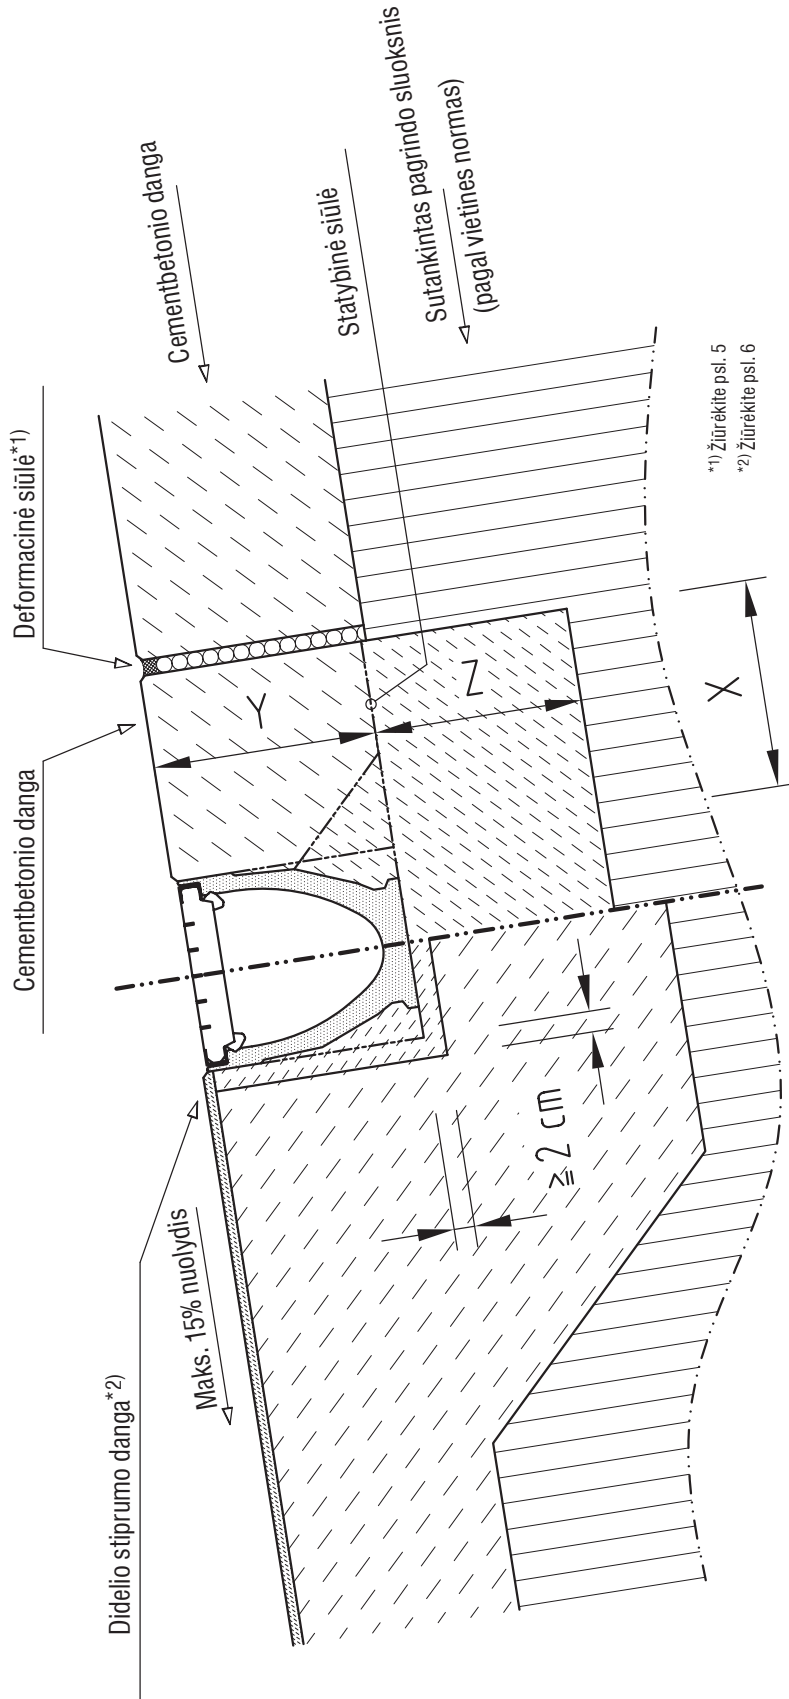 Didelio stiprumo danga*2)
Maks. 15% nuolydis
Cementbetonio danga
Deformacinė siūlė*1)
Cementbetonio danga
Statybinė siūlė
Sutankintas pagrindo sluoksnis
(pagal vietines normas)
Y
Z
X
≧ 2 cm
*1) Žiūrėkite psl. 5
*2) Žiūrėkite psl. 6